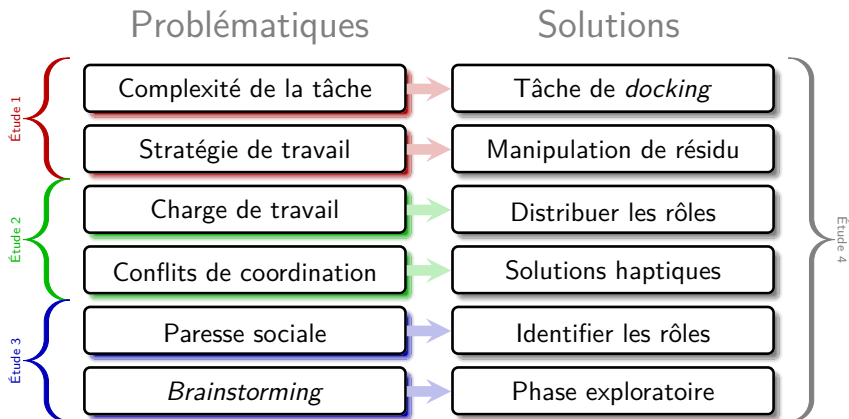 Problématiques
Solutions
Étude 1
Complexité de la tâche
Tâche de docking
Stratégie de travail
Manipulation de résidu
Étude 2
Charge de travail
Distribuer les rôles
Conflits de coordination
Solutions haptiques
Étude 3
Paresse sociale
Identifier les rôles
Brainstorming
Phase exploratoire
Étude 4